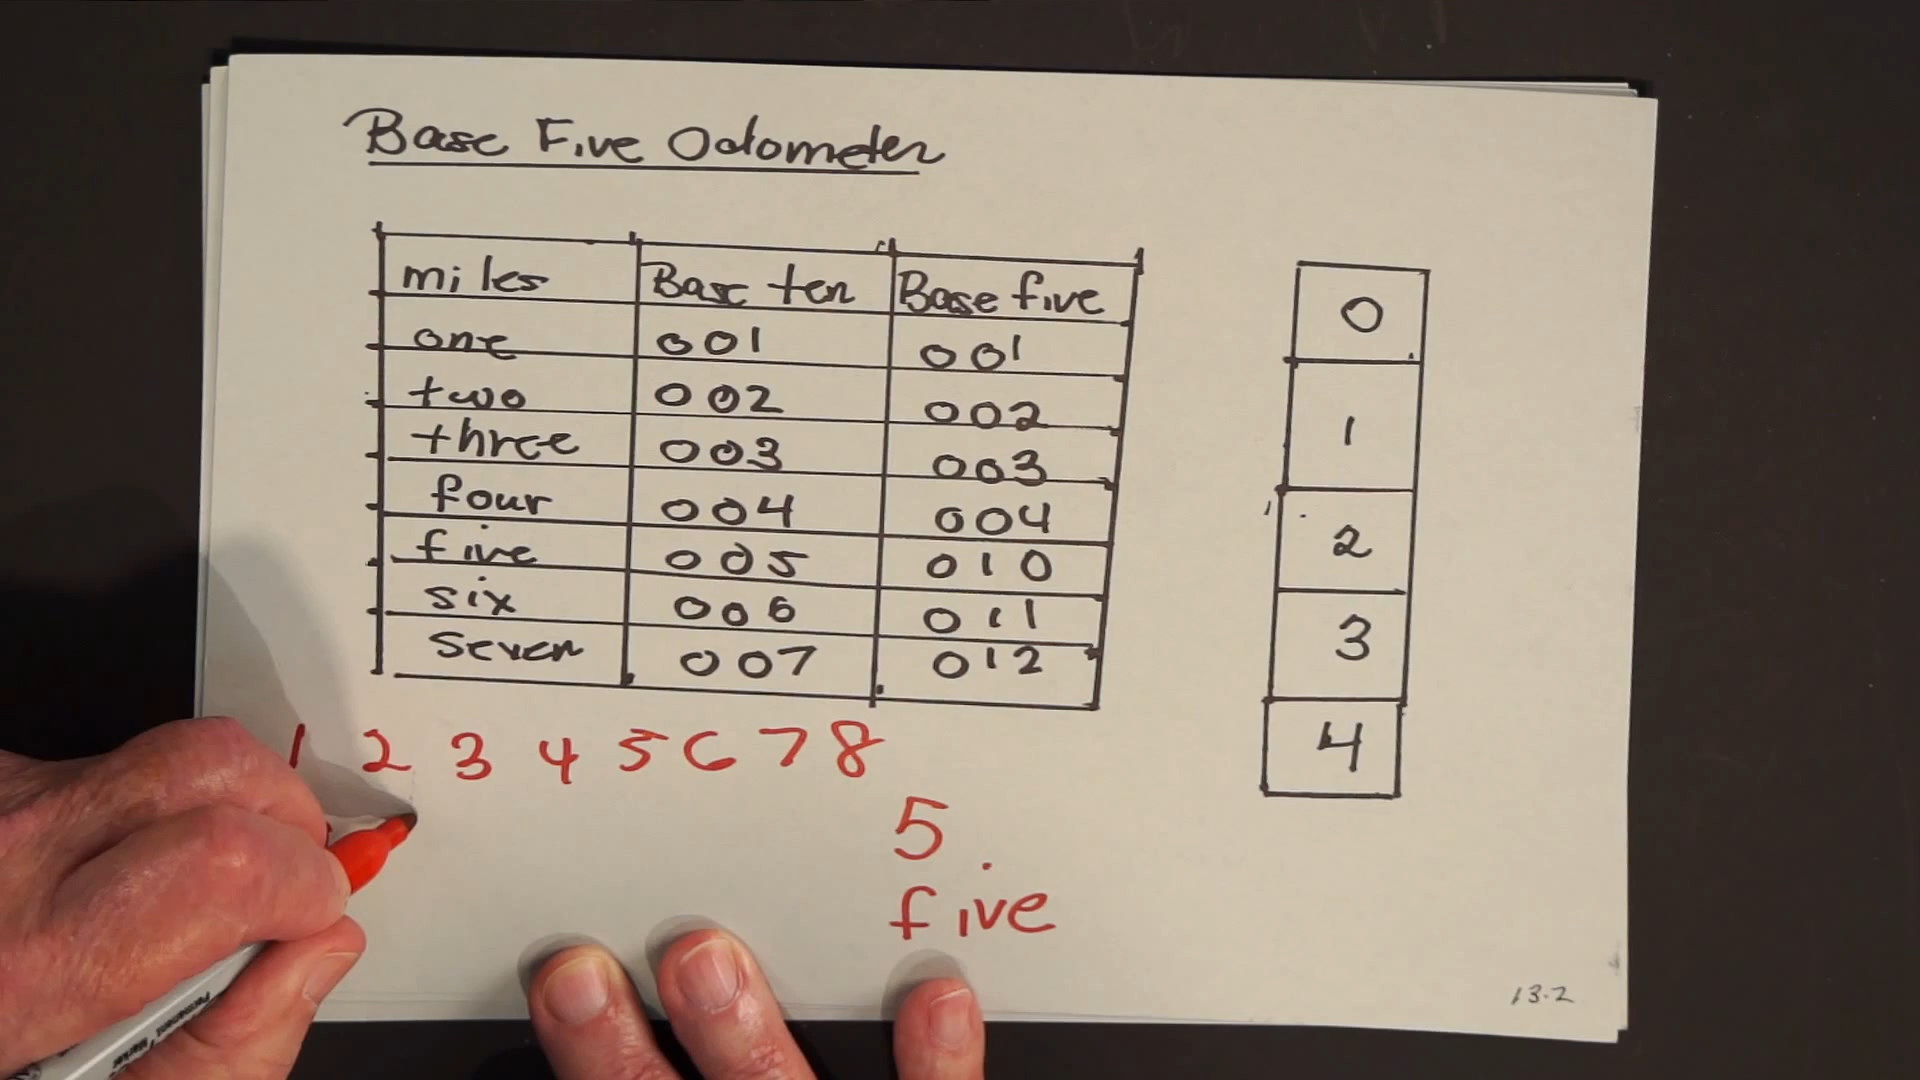 Base Five Odometer
miles Base ten Base five
one 001 001
two 002 002
three 003 003
four 004 004
five 005 010
six 006 011
seven 007 012
0
1
2
3
4
1 2 3 4 5 6 7 8
5
five
13.2